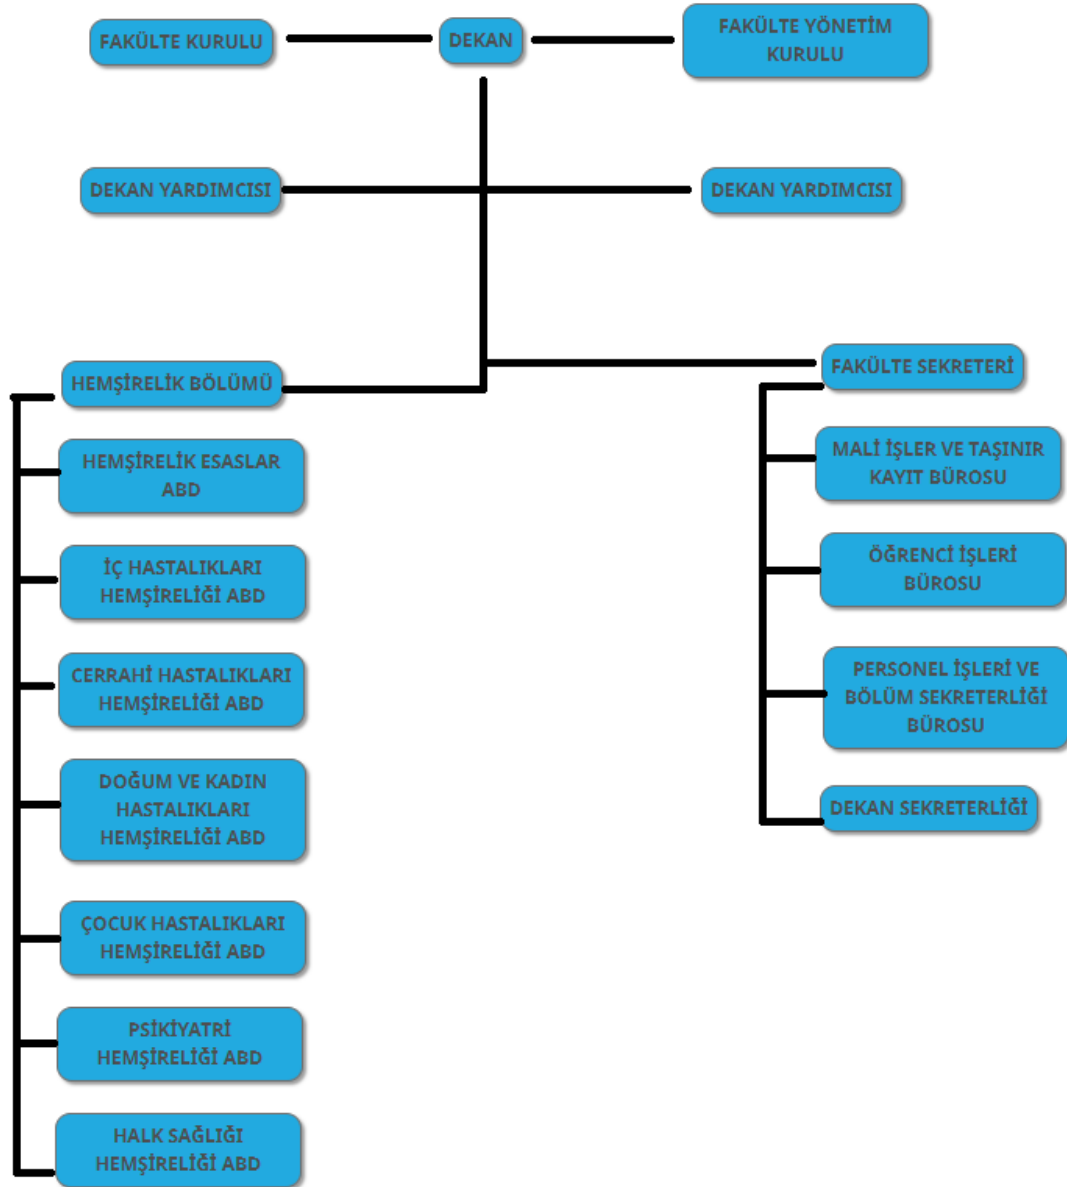 FAKÜLTE KURULU
DEKAN
FAKÜLTE YÖNETİM
KURULU
DEKAN YARDIMCISI
DEKAN YARDIMCISI
HEMŞİRELİK BÖLÜMÜ
HEMŞİRELİK ESASLAR
ABD
İÇ HASTALIKLARI
HEMŞİRELİĞİ ABD
CERRAHİ HASTALIKLARI
HEMŞİRELİĞİ ABD
DOĞUM VE KADIN
HASTALIKLARI
HEMŞİRELİĞİ ABD
ÇOCUK HASTALIKLARI
HEMŞİRELİĞİ ABD
PSİKİYATRİ
HEMŞİRELİĞİ ABD
HALK SAĞLIĞI
HEMŞİRELİĞİ ABD
FAKÜLTE SEKRETERİ
MALİ İŞLER VE TAŞINIR
KAYIT BÜROSU
ÖĞRENCİ İŞLERİ
BÜROSU
PERSONEL İŞLERİ VE
BÖLÜM SEKRETERLİĞİ
BÜROSU
DEKAN SEKRETERLİĞİ